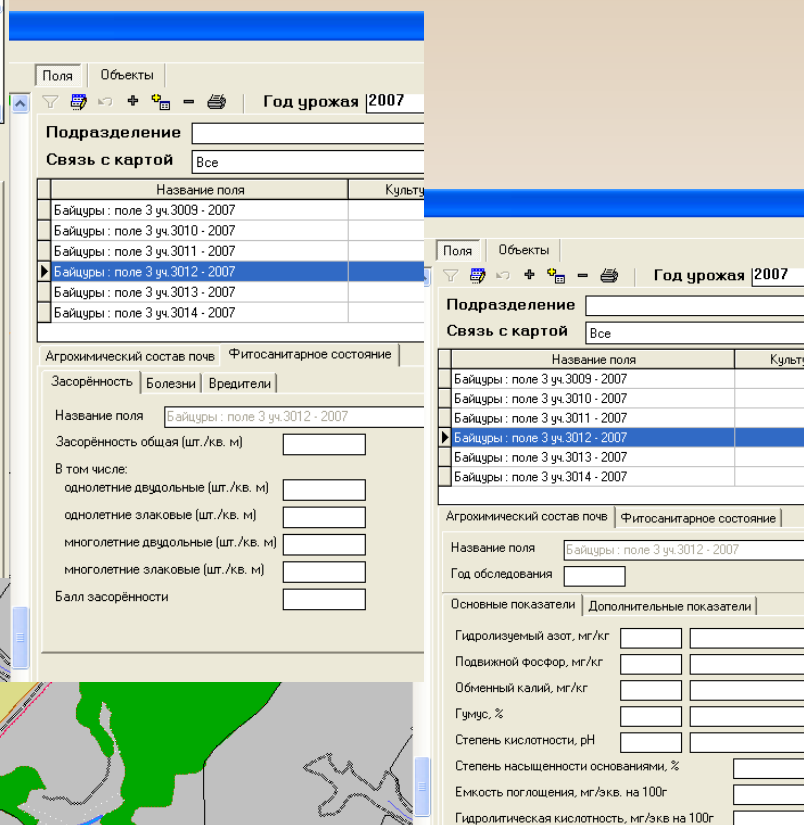 Поля Объекты
Год урожая 2007
Подразделение
Связь с картой Все
Название поля Культу
Байцуры : поле 3 уч.3009 - 2007
Байцуры : поле 3 уч.3010 - 2007
Байцуры : поле 3 уч.3011 - 2007
Байцуры : поле 3 уч.3012 - 2007
Байцуры : поле 3 уч.3013 - 2007
Байцуры : поле 3 уч.3014 - 2007
Агрохимический состав почв Фитосанитарное состояние
Засорённость Болезни Вредители
Название поля Байцуры : поле 3 уч.3012 - 2007
Засорённость общая (шт./кв. м)
В том числе:
однолетние двудольные (шт./кв. м)
однолетние злаковые (шт./кв. м)
многолетние двудольные (шт./кв. м)
многолетние злаковые (шт./кв. м)
Балл засорённости
Поля Объекты
Год урожая 2007
Подразделение
Связь с картой Все
Название поля Культу
Байцуры : поле 3 уч.3009 - 2007
Байцуры : поле 3 уч.3010 - 2007
Байцуры : поле 3 уч.3011 - 2007
Байцуры : поле 3 уч.3012 - 2007
Байцуры : поле 3 уч.3013 - 2007
Байцуры : поле 3 уч.3014 - 2007
Агрохимический состав почв Фитосанитарное состояние
Название поля Байцуры : поле 3 уч.3012 - 2007
Год обследования
Основные показатели Дополнительные показатели
Гидролизуемый азот, мг/кг
Подвижной фосфор, мг/кг
Обменный калий, мг/кг
Гумус, %
Степень кислотности, pH
Степень насыщенности основаниями, %
Емкость поглощения, мг/экв. на 100г
Гидролитическая кислотность, мг/экв на 100г